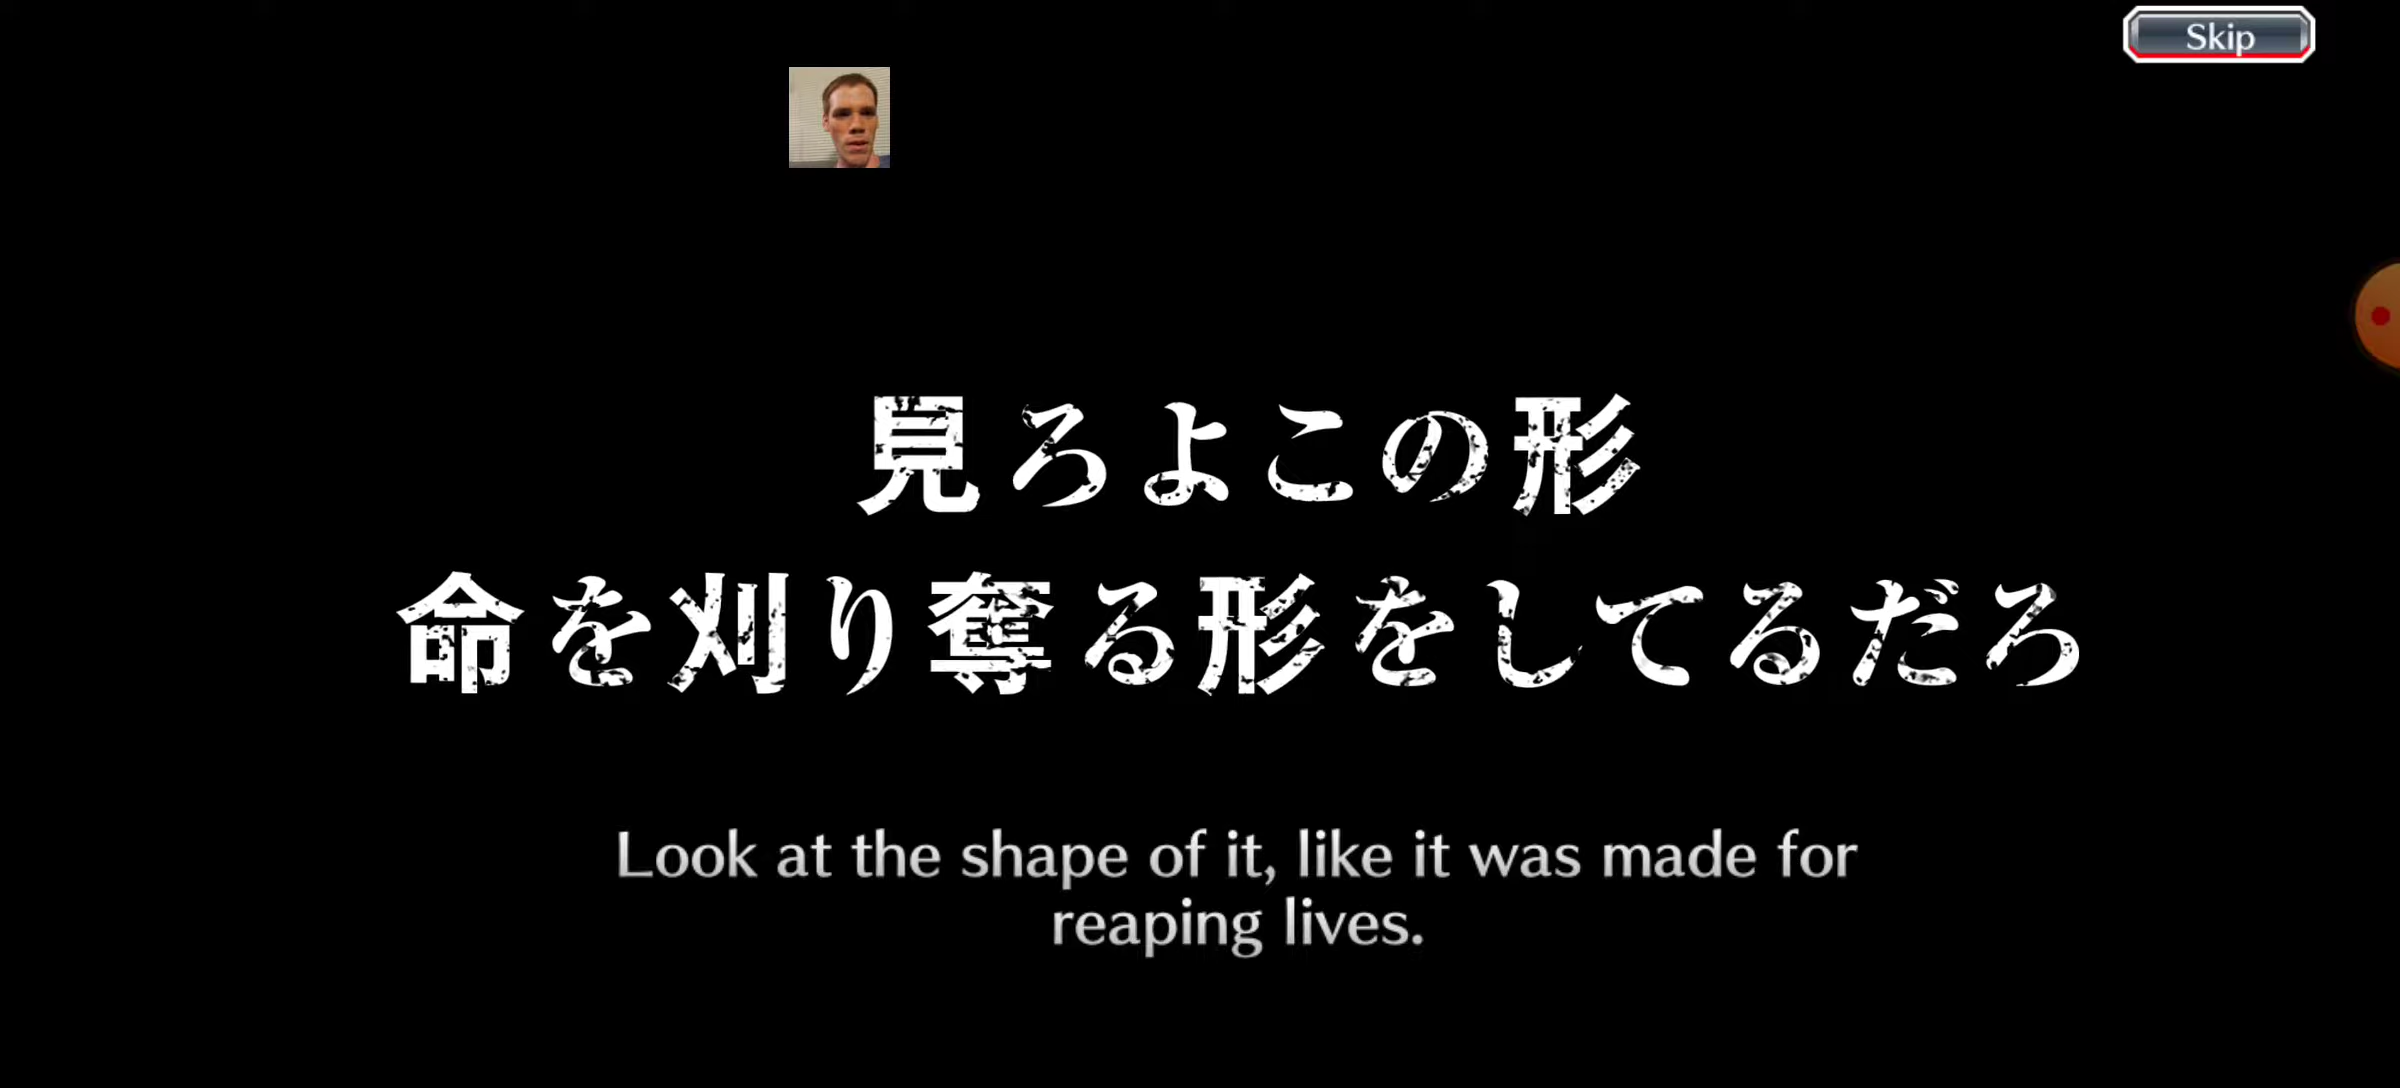 Skip
見ろよこの形
命を刈り奪る形をしてるだろ
Look at the shape of it, like it was made for
reaping lives.